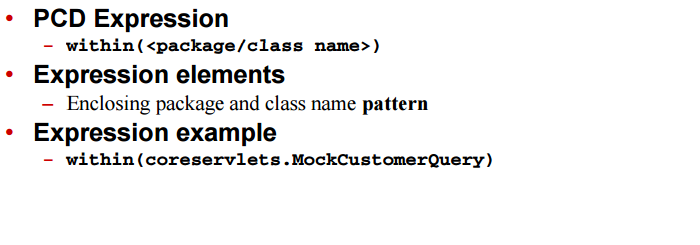 • PCD Expression
– within(<package/class name>)
• Expression elements
– Enclosing package and class name pattern
• Expression example
– within(coreservlets.MockCustomerQuery)